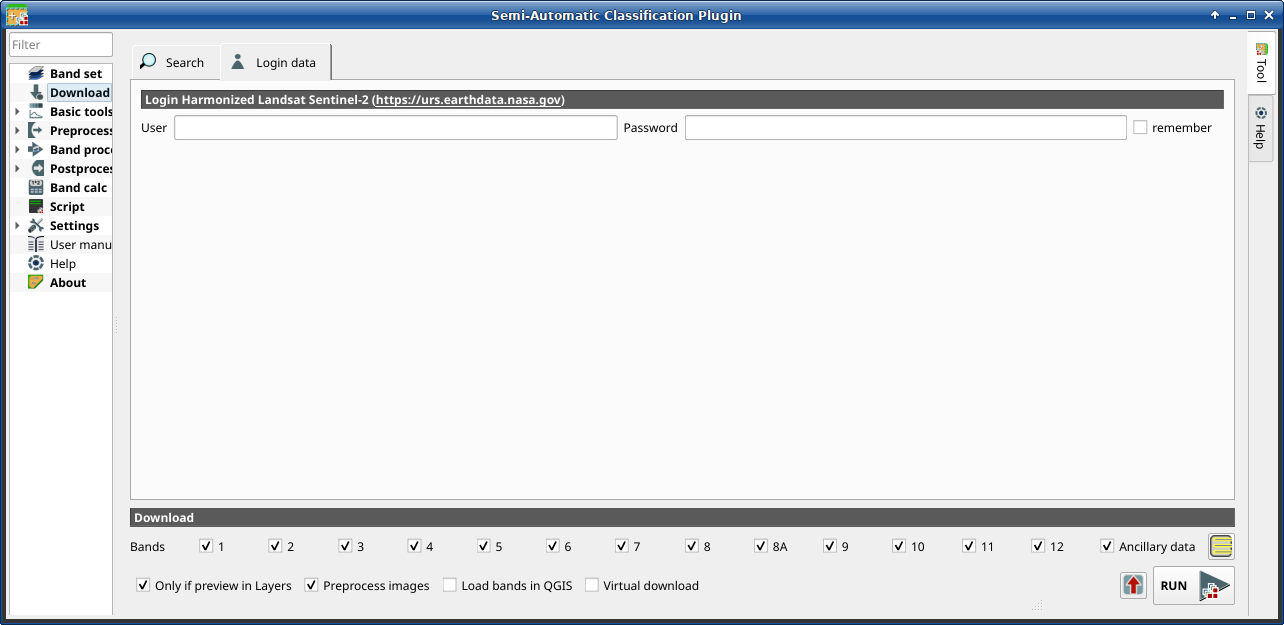 Semi-Automatic Classification Plugin
Filter
Band set
Download
Basic tools
Preprocess
Band proc
Postproces
Band calc
Script
Settings
User manu
Help
About
Search
Login data
Login Harmonized Landsat Sentinel-2 (https://urs.earthdata.nasa.gov)
User
Password
remember
Tool
Help
Download
Bands 1 2 3 4 5 6 7 8 8A 9 10 11 12 Ancillary data
Only if preview in Layers Preprocess images Load bands in QGIS Virtual download
RUN